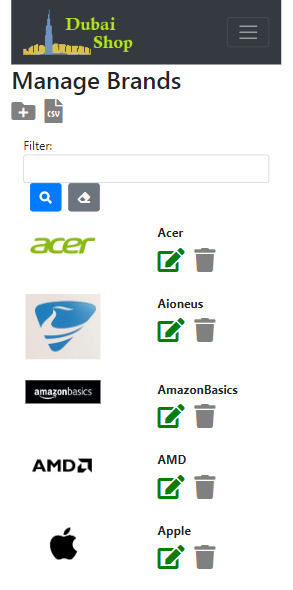 Dubai
Shop
Manage Brands
CSV
Filter:
acer
Acer
Aioneus
amazonbasics
AmazonBasics
AMD
AMD
Apple